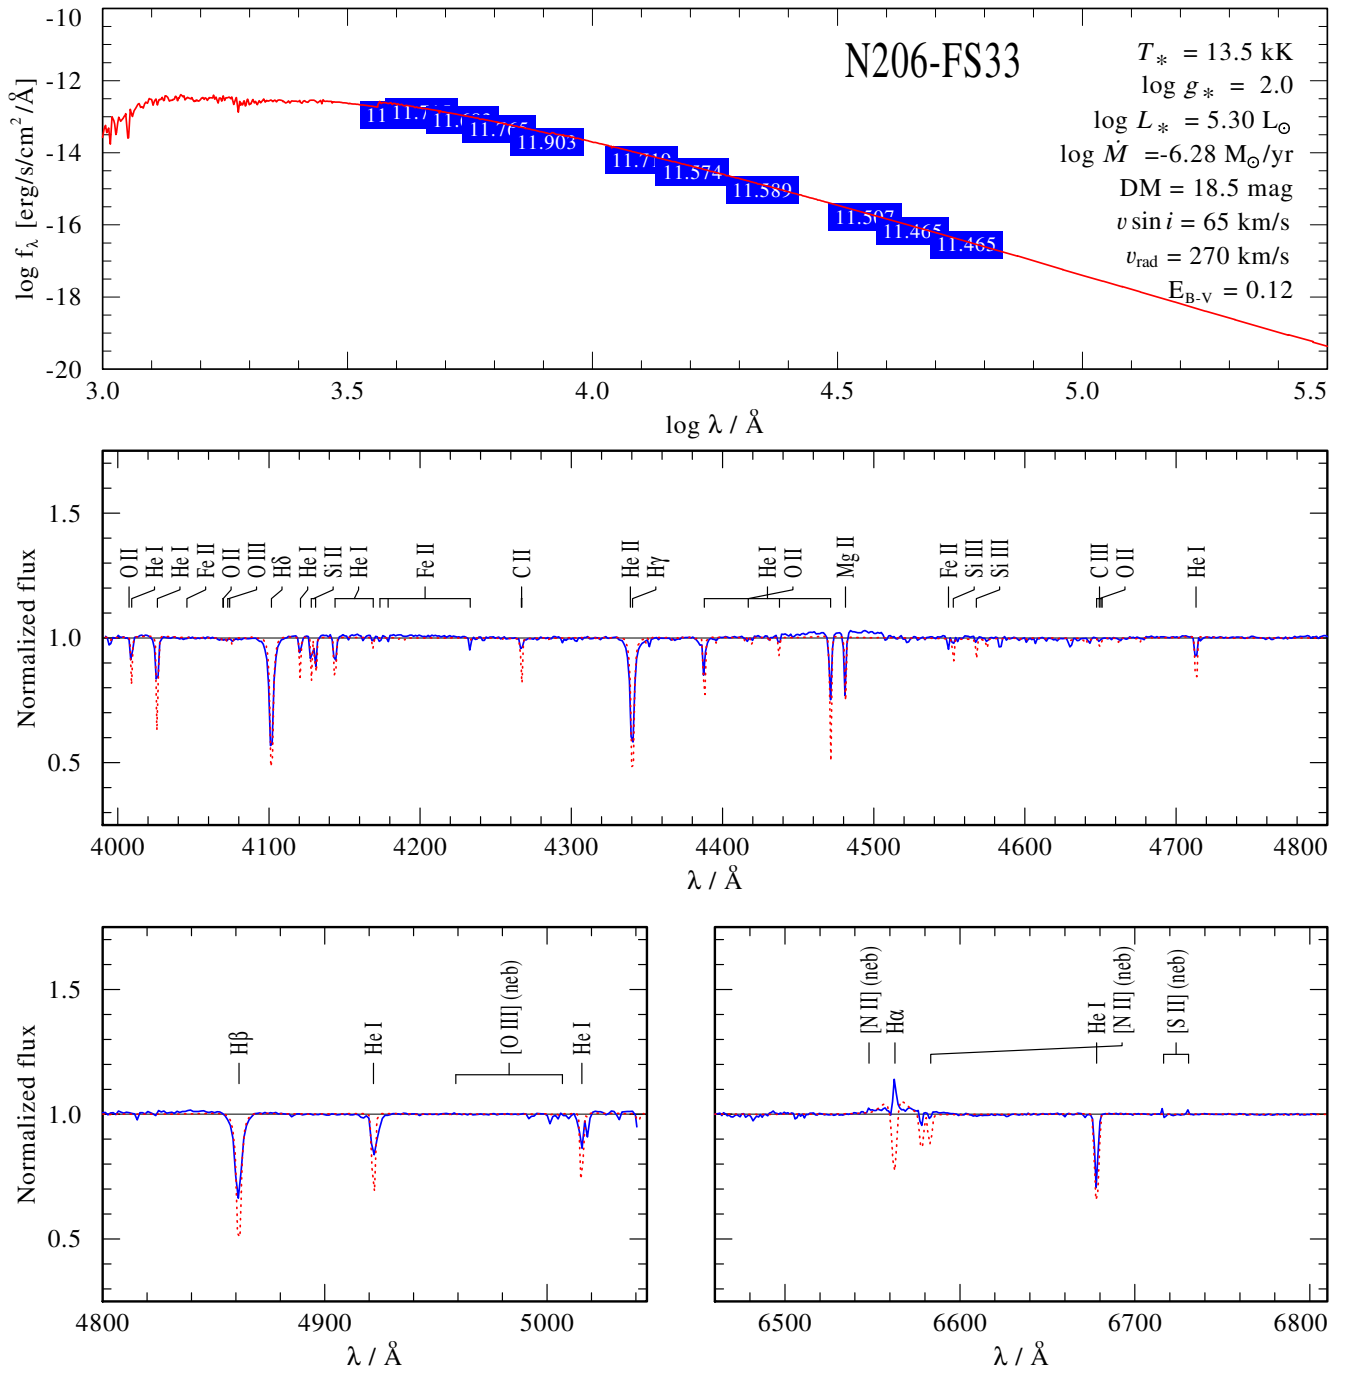 N206-FS33
T* = 13.5 kK
log g* = 2.0
log L* = 5.30 L⊙
log Ṁ =-6.28 M⊙/yr
DM = 18.5 mag
v sin i = 65 km/s
v_rad = 270 km/s
E_B-V = 0.12
-10
-12
-14
-16
-18
-20
log f_λ [erg/s/cm²/Å]
11.903
11.574
11.589
11.465
11.465
3.0 3.5 4.0 4.5 5.0 5.5
log λ / Å
Normalized flux
1.5
1.0
0.5
O II
He I
He I
Fe II
O II
O III
Hδ
He I
Si II
He I
Fe II
C II
He II
Hγ
He I
O II
Mg II
Fe II
Si III
Si III
C III
O II
He I
4000 4100 4200 4300 4400 4500 4600 4700 4800
λ / Å
Normalized flux
1.5
1.0
0.5
Hβ
He I
[O III] (neb)
He I
4800 4900 5000
λ / Å
[N II] (neb)
Hα
He I
[N II] (neb)
[S II] (neb)
6500 6600 6700 6800
λ / Å